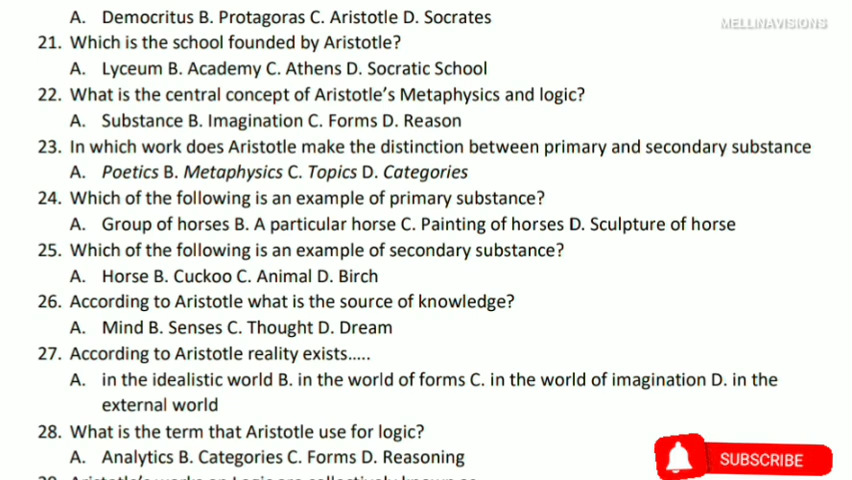 A. Democritus B. Protagoras C. Aristotle D. Socrates
MELLINAVISIONS
21. Which is the school founded by Aristotle?
A. Lyceum B. Academy C. Athens D. Socratic School
22. What is the central concept of Aristotle's Metaphysics and logic?
A. Substance B. Imagination C. Forms D. Reason
23. In which work does Aristotle make the distinction between primary and secondary substance
A. Poetics B. Metaphysics C. Topics D. Categories
24. Which of the following is an example of primary substance?
A. Group of horses B. A particular horse C. Painting of horses D. Sculpture of horse
25. Which of the following is an example of secondary substance?
A. Horse B. Cuckoo C. Animal D. Birch
26. According to Aristotle what is the source of knowledge?
A. Mind B. Senses C. Thought D. Dream
27. According to Aristotle reality exists.....
A. in the idealistic world B. in the world of forms C. in the world of imagination D. in the
external world
28. What is the term that Aristotle use for logic?
A. Analytics B. Categories C. Forms D. Reasoning
SUBSCRIBE